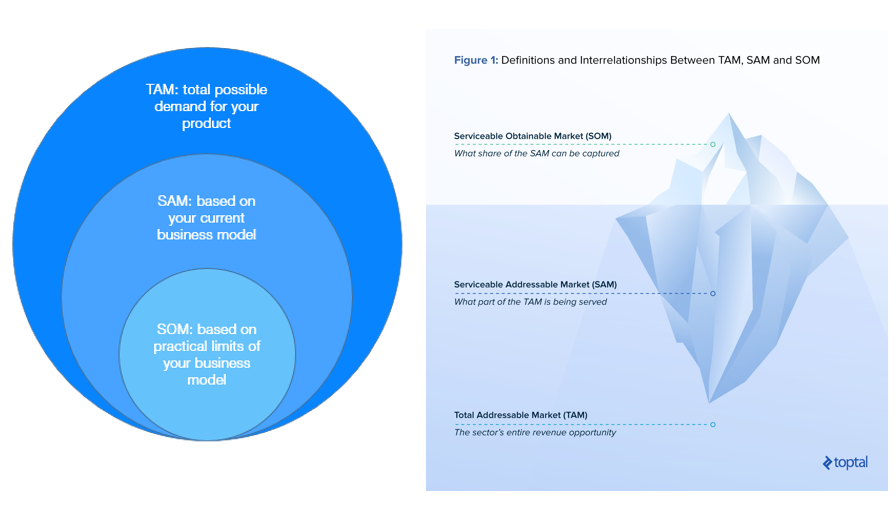 TAM: total possible
demand for your
product
SAM: based on
your current
business model
SOM: based on
practical limits of
your business
model
Figure 1: Definitions and Interrelationships Between TAM, SAM and SOM
Serviceable Obtainable Market (SOM)
What share of the SAM can be captured
Serviceable Addressable Market (SAM)
What part of the TAM is being served
Total Addressable Market (TAM)
The sector's entire revenue opportunity
toptal